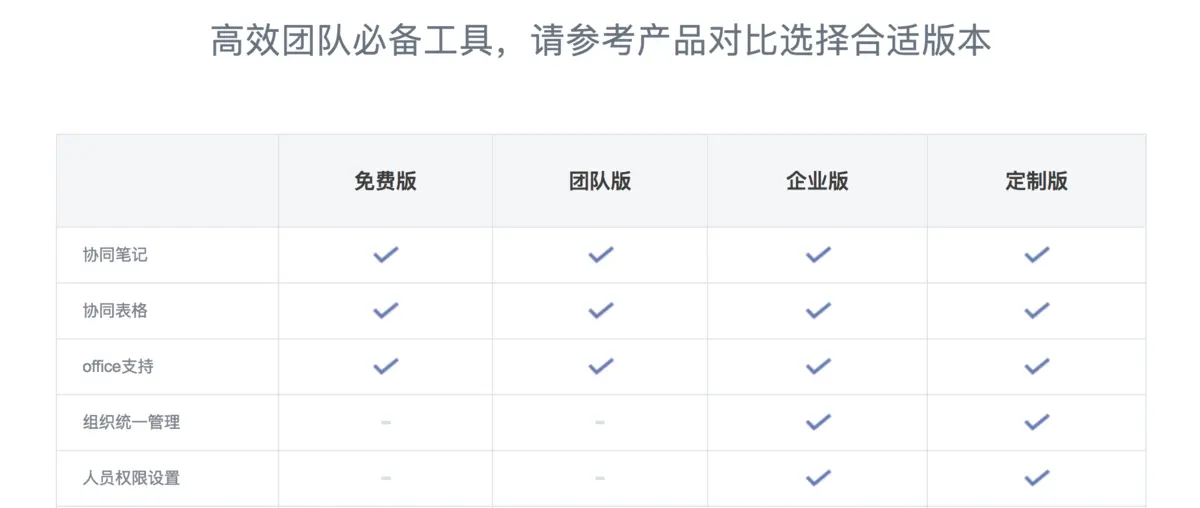 高效团队必备工具，请参考产品对比选择合适版本
免费版 团队版 企业版 定制版
协同笔记
协同表格
office支持
组织统一管理 - -
人员权限设置 - -